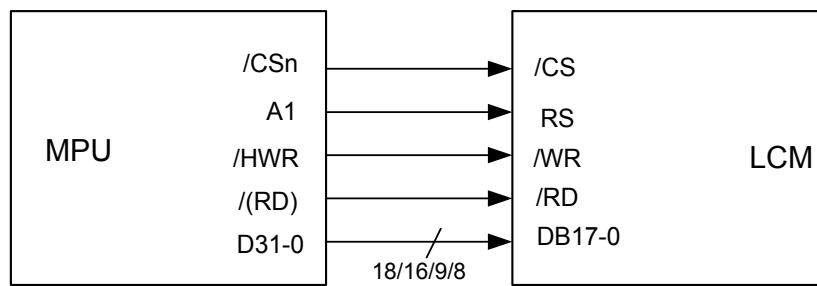 /CSn /CS
A1 RS
MPU /HWR /WR LCM
/(RD) /RD
D31-0 DB17-0
18/16/9/8